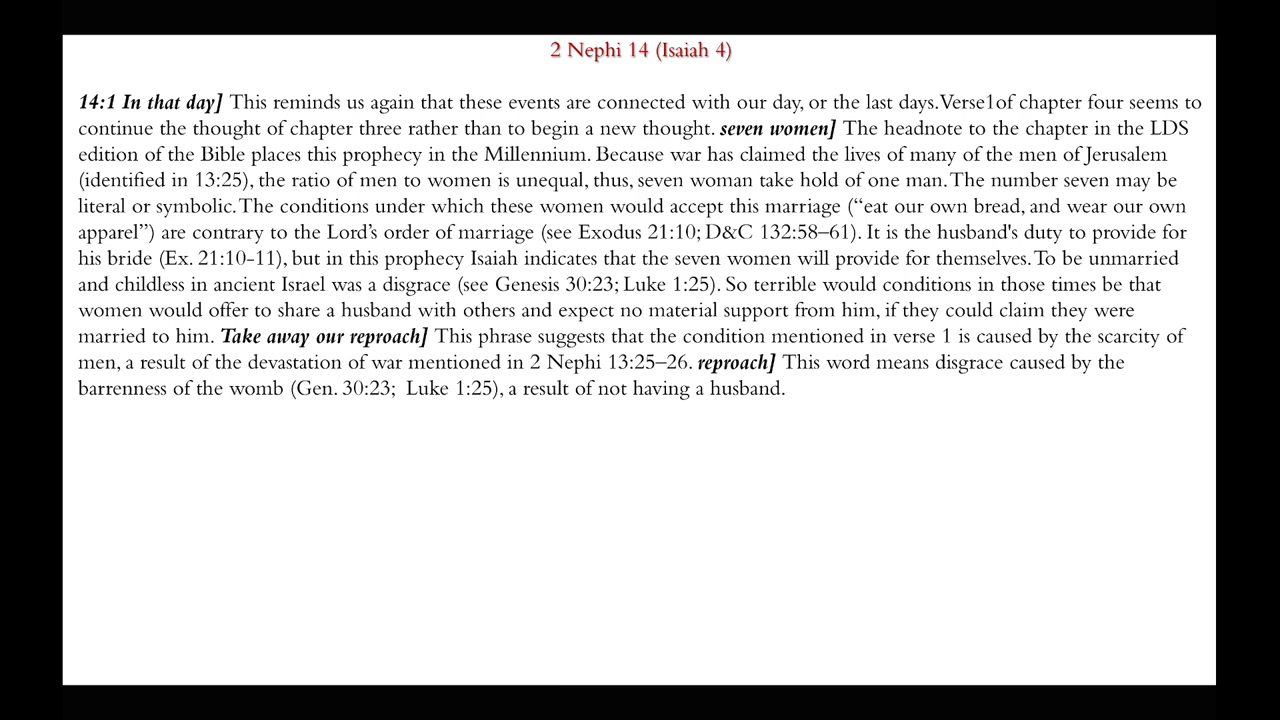 2 Nephi 14 (Isaiah 4)
14:1 In that day] This reminds us again that these events are connected with our day, or the last days.Verse1of chapter four seems to
continue the thought of chapter three rather than to begin a new thought. seven women] The headnote to the chapter in the LDS
edition of the Bible places this prophecy in the Millennium. Because war has claimed the lives of many of the men of Jerusalem
(identified in 13:25), the ratio of men to women is unequal, thus, seven woman take hold of one man. The number seven may be
literal or symbolic. The conditions under which these women would accept this marriage (“eat our own bread, and wear our own
apparel”) are contrary to the Lord’s order of marriage (see Exodus 21:10; D&C 132:58–61). It is the husband's duty to provide for
his bride (Ex. 21:10-11), but in this prophecy Isaiah indicates that the seven women will provide for themselves. To be unmarried
and childless in ancient Israel was a disgrace (see Genesis 30:23; Luke 1:25). So terrible would conditions in those times be that
women would offer to share a husband with others and expect no material support from him, if they could claim they were
married to him. Take away our reproach] This phrase suggests that the condition mentioned in verse 1 is caused by the scarcity of
men, a result of the devastation of war mentioned in 2 Nephi 13:25–26. reproach] This word means disgrace caused by the
barrenness of the womb (Gen. 30:23; Luke 1:25), a result of not having a husband.